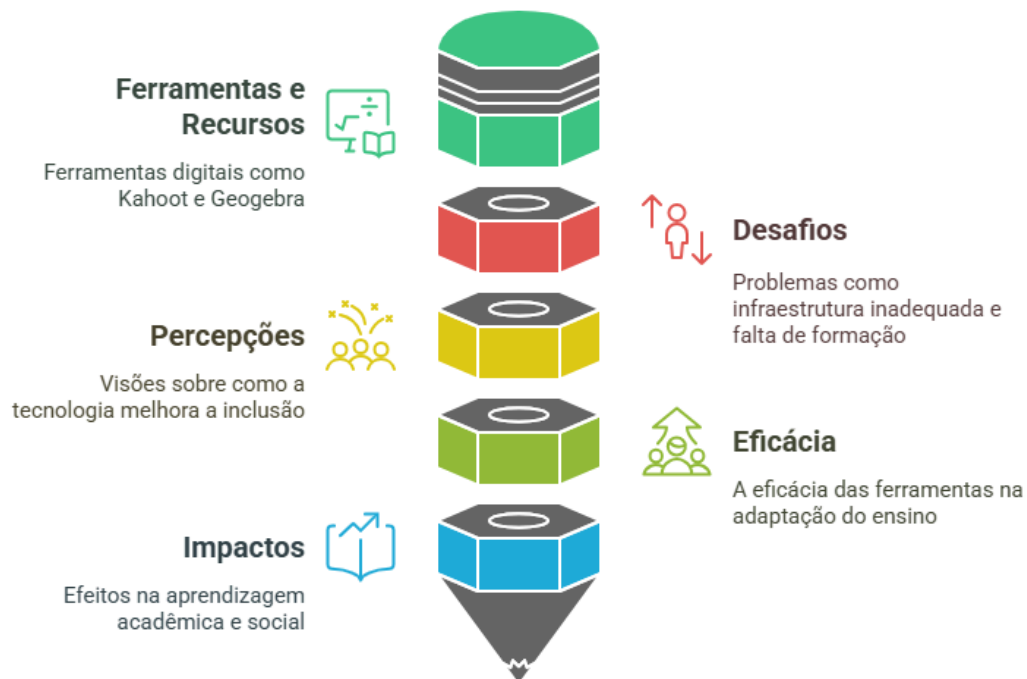 Ferramentas e
Recursos
Ferramentas digitais como
Kahoot e Geogebra
Desafios
Problemas como
infraestrutura inadequada e
falta de formação
Percepções
Visões sobre como a
tecnologia melhora a inclusão
Eficácia
A eficácia das ferramentas na
adaptação do ensino
Impactos
Efeitos na aprendizagem
acadêmica e social